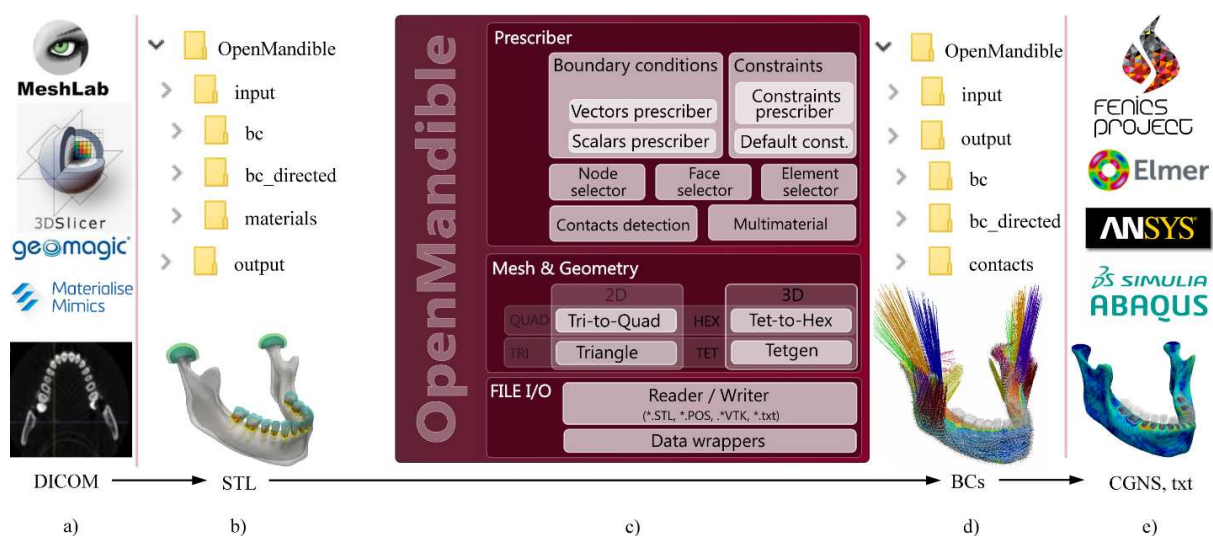 MeshLab
3DSlicer
geomagic®
Materialise
Mimics
OpenMandible
input
bc
bc_directed
materials
output
OpenMandible
Prescriber
Boundary conditions
Vectors prescriber
Scalars prescriber
Constraints
Constraints
prescriber
Default const.
Node
selector
Face
selector
Element
selector
Contacts detection
Multimaterial
Mesh & Geometry
2D
3D
QUAD
Tri-to-Quad
HEX
Tet-to-Hex
TRI
Triangle
TET
Tetgen
FILE I/O
Reader / Writer
(*.STL, *.POS, .*VTK, *.txt)
Data wrappers
OpenMandible
input
output
bc
bc_directed
contacts
FENICS
PROJECT
Elmer
ANSYS®
3DS SIMULIA
ABAQUS
DICOM
STL
BCs
CGNS, txt
a)
b)
c)
d)
e)